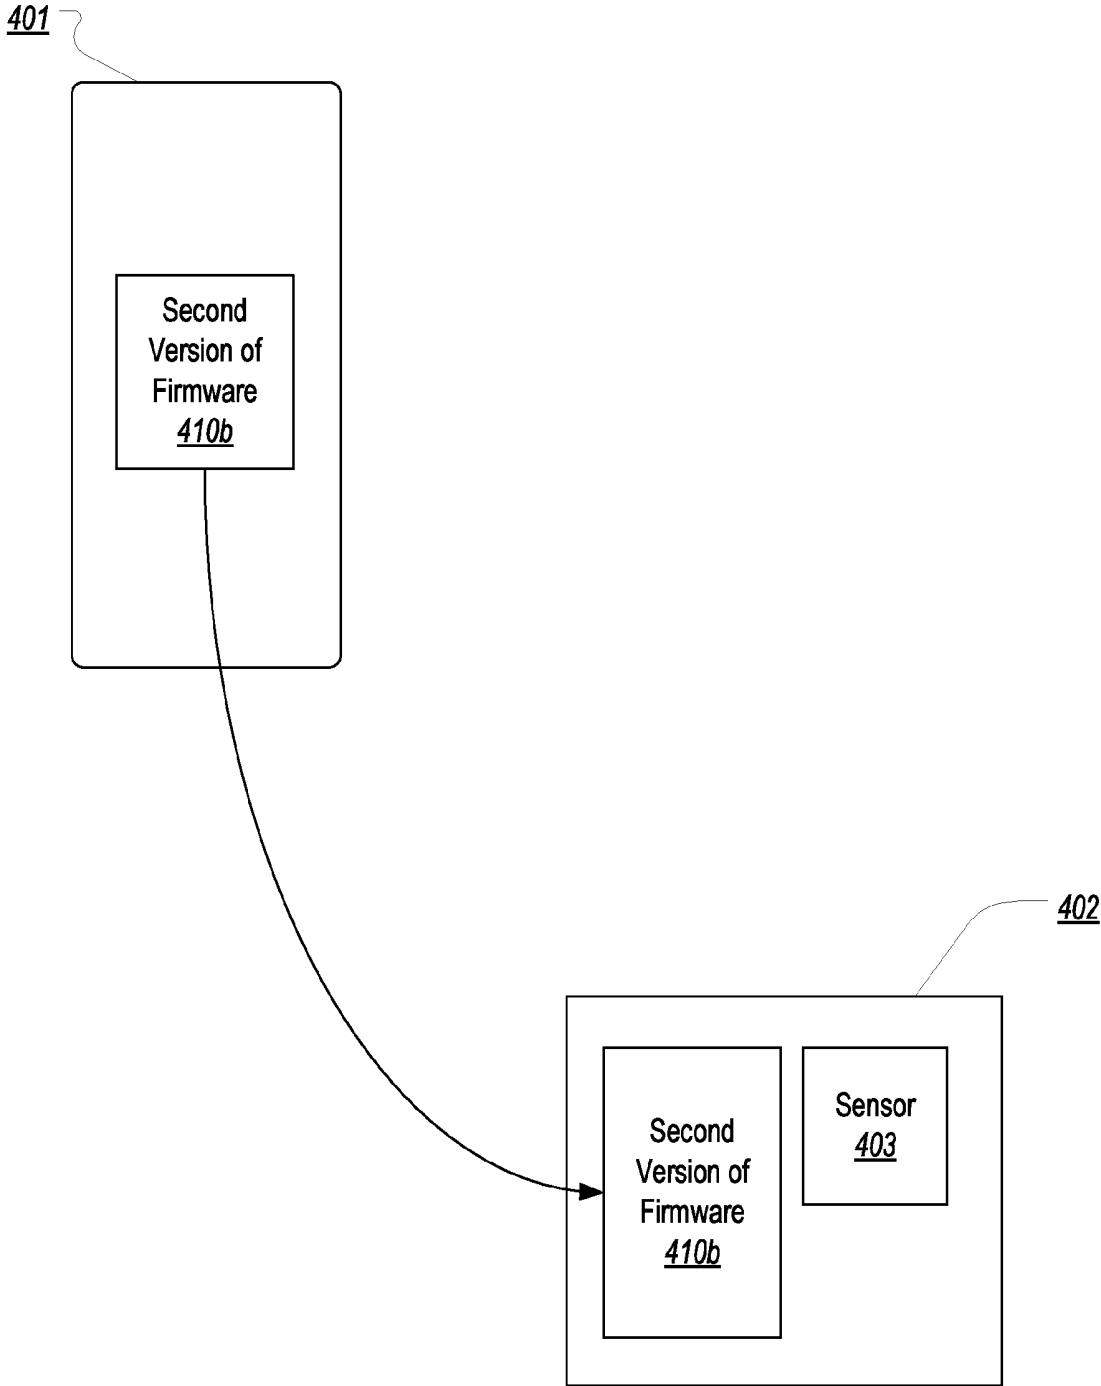 401
Second
Version of
Firmware
410b
402
Second
Version of
Firmware
410b
Sensor
403